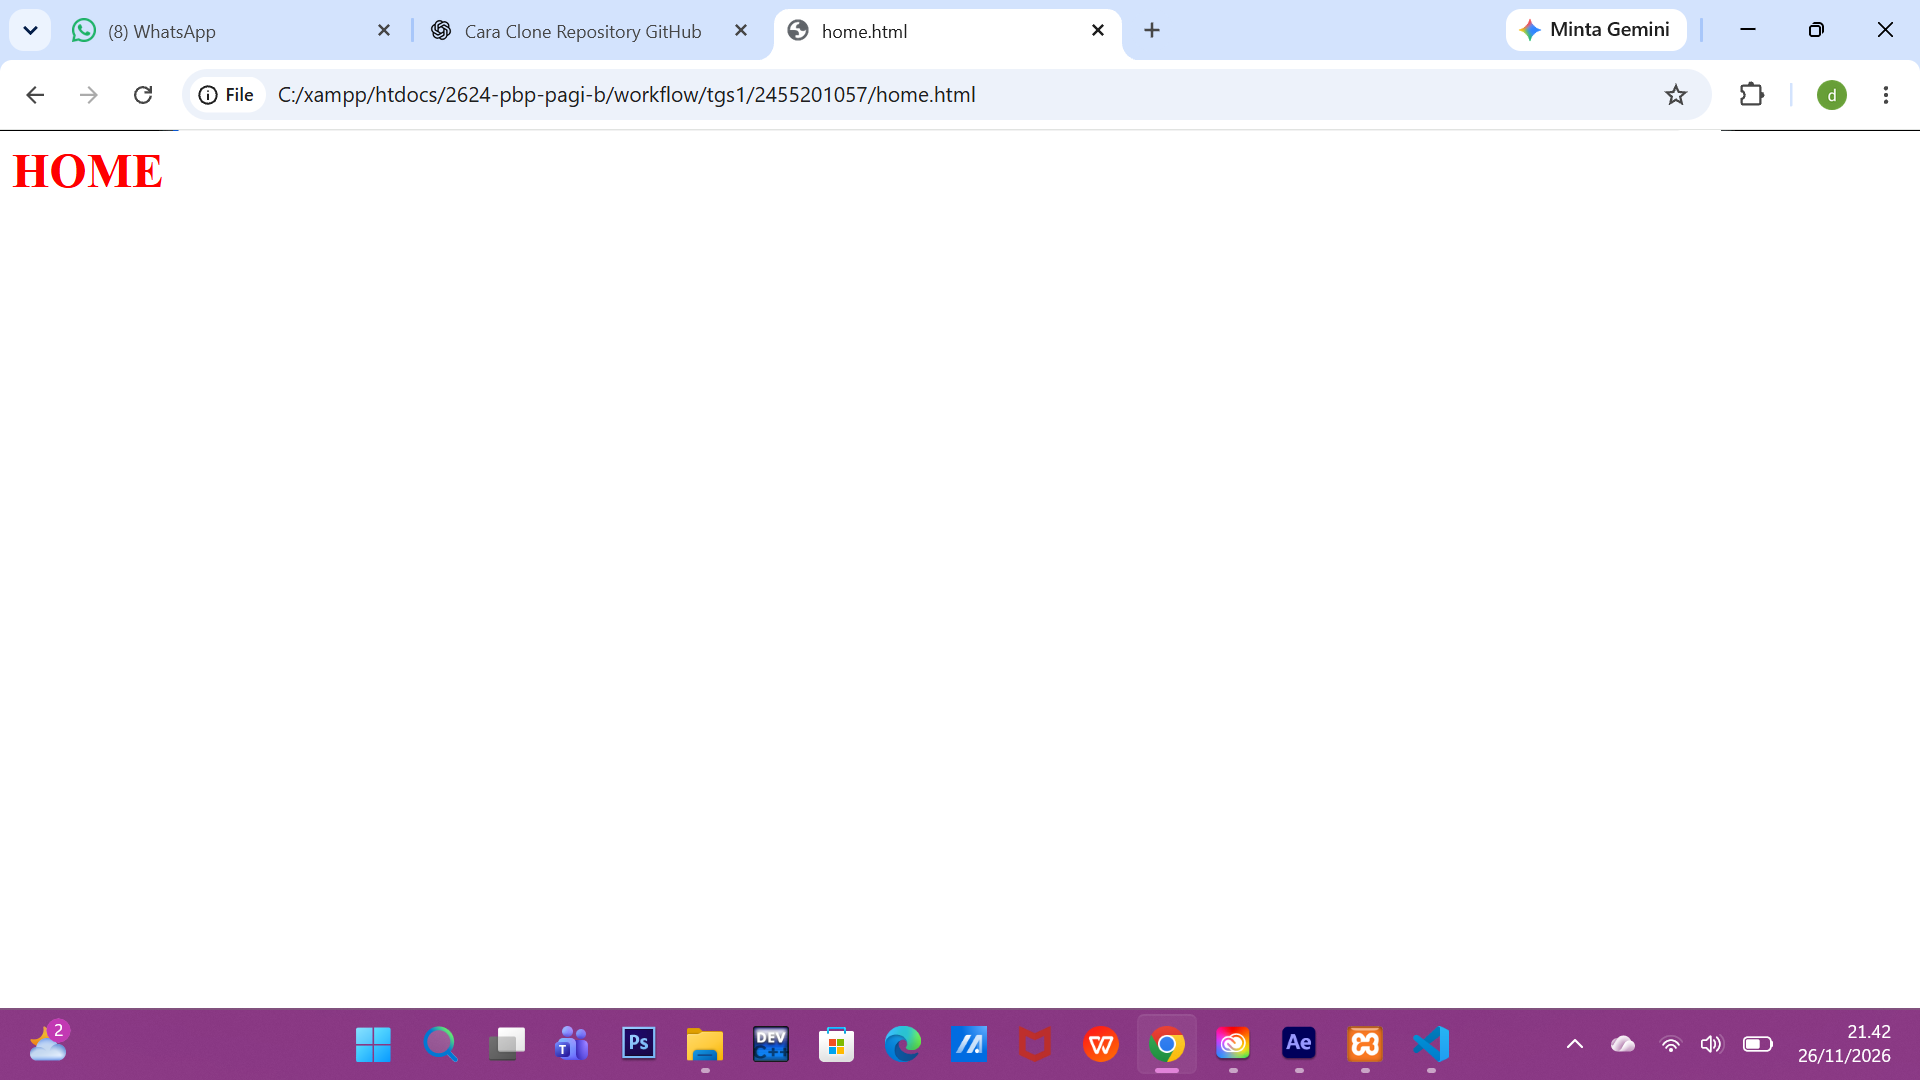 (8) WhatsApp
Cara Clone Repository GitHub
home.html
Minta Gemini
File
C:/xampp/htdocs/2624-pbp-pagi-b/workflow/tgs1/2455201057/home.html
d
HOME
2
T
Ps
DEV
C++
W
Ae
21.42
26/11/2026